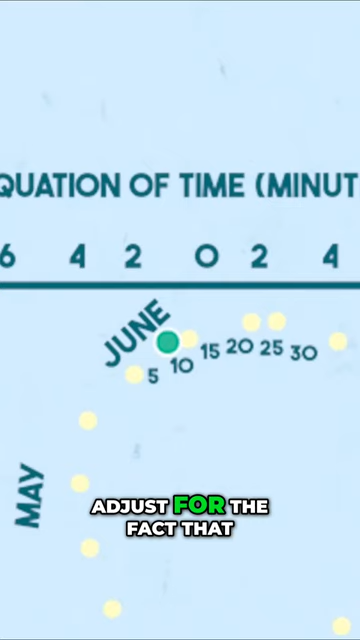 QUATION OF TIME (MINUT
6 4 2 0 2 4
JUNE
5 10 15 20 25 30
MAY
ADJUST FOR THE
FACT THAT